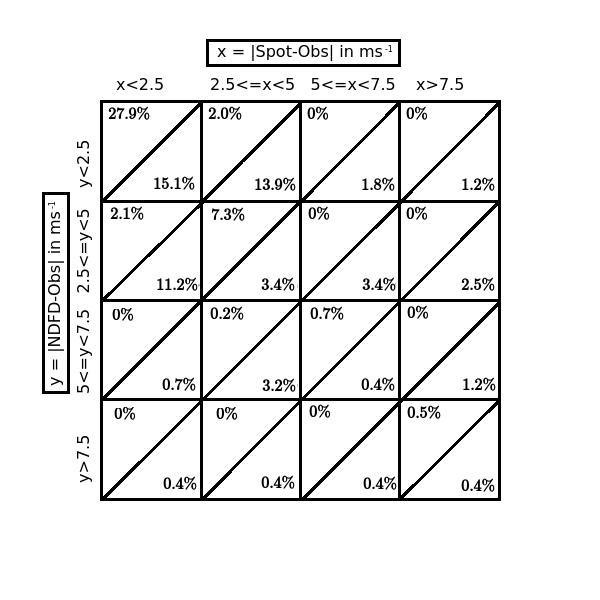 x = |Spot-Obs| in ms⁻¹
x<2.5 2.5<=x<5 5<=x<7.5 x>7.5
y = |NDFD-Obs| in ms⁻¹
y<2.5
27.9% 2.0% 0% 0%
15.1% 13.9% 1.8% 1.2%
2.5<=y<5
2.1% 7.3% 0% 0%
11.2% 3.4% 3.4% 2.5%
5<=y<7.5
0% 0.2% 0.7% 0%
0.7% 3.2% 0.4% 1.2%
y>7.5
0% 0% 0% 0.5%
0.4% 0.4% 0.4% 0.4%